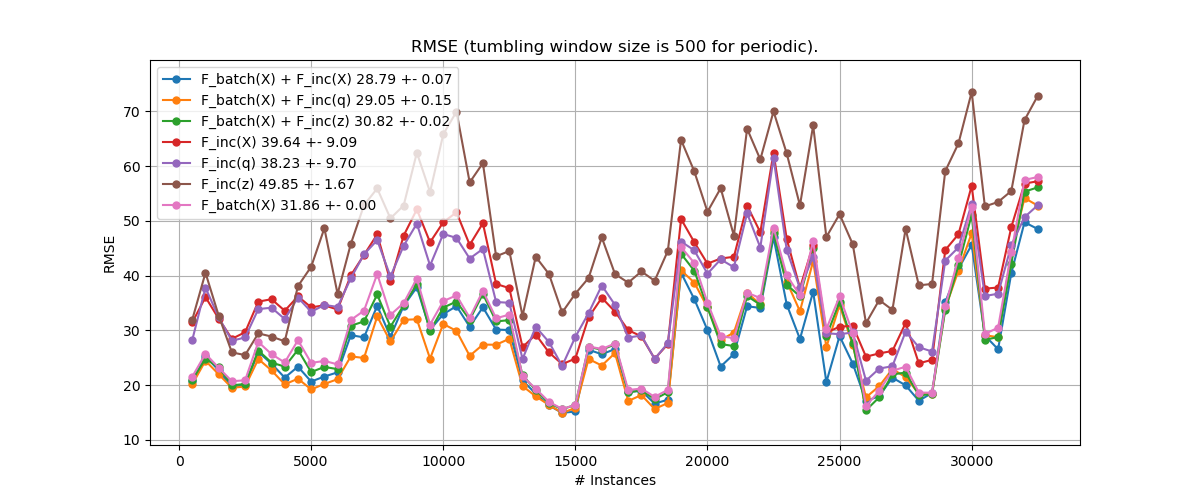 RMSE (tumbling window size is 500 for periodic).
F_batch(X) + F_inc(X) 28.79 +- 0.07
F_batch(X) + F_inc(q) 29.05 +- 0.15
F_batch(X) + F_inc(z) 30.82 +- 0.02
F_inc(X) 39.64 +- 9.09
F_inc(q) 38.23 +- 9.70
F_inc(z) 49.85 +- 1.67
F_batch(X) 31.86 +- 0.00
RMSE
70
60
50
40
30
20
10
0 5000 10000 15000 20000 25000 30000
# Instances